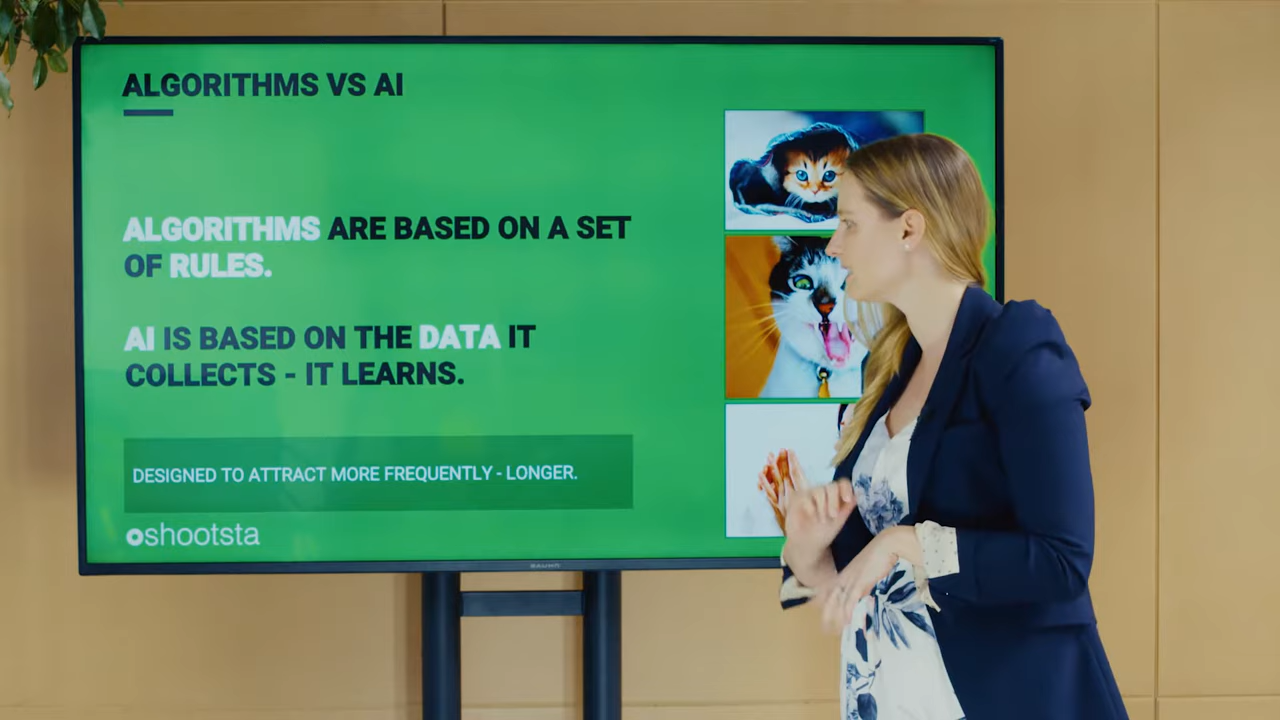 ALGORITHMS VS AI
ALGORITHMS ARE BASED ON A SET
OF RULES.
AI IS BASED ON THE DATA IT
COLLECTS - IT LEARNS.
DESIGNED TO ATTRACT MORE FREQUENTLY - LONGER.
shootsta
BAUHN